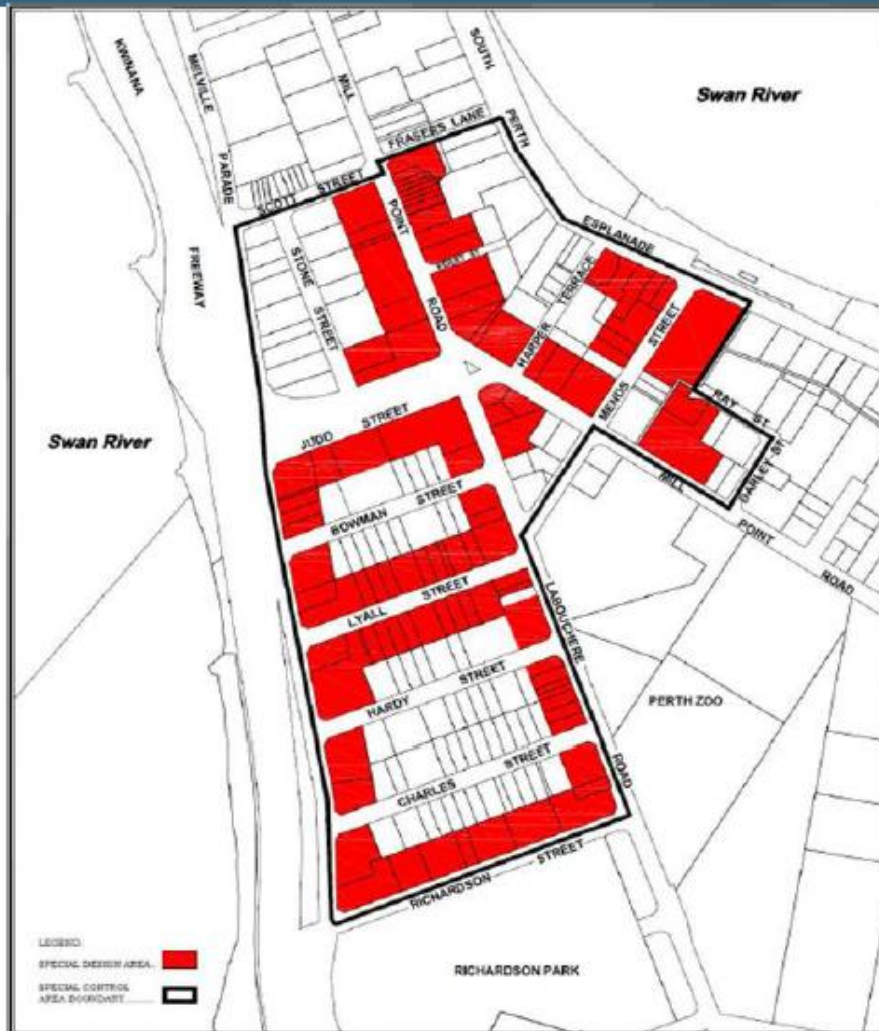 KWINANA
FREEWAY
MELVILLE
PARADE
MILL
POINT
ROAD
SOUTH
PERTH
ESPLANADE
Swan River
FRASERS LANE
SCOTT STREET
STONE
STREET
HARPER
TERRACE
MENDS
STREET
RAY ST
DARLEY ST
MILL
POINT
ROAD
Swan River
JUDD STREET
BOWMAN STREET
LYALL STREET
HARDY STREET
CHARLES STREET
RICHARDSON STREET
LABOUCHERE
ROAD
PERTH ZOO
RICHARDSON PARK
LEGEND
SPECIAL DESIGN AREA
SPECIAL CONTROL
AREA BOUNDARY